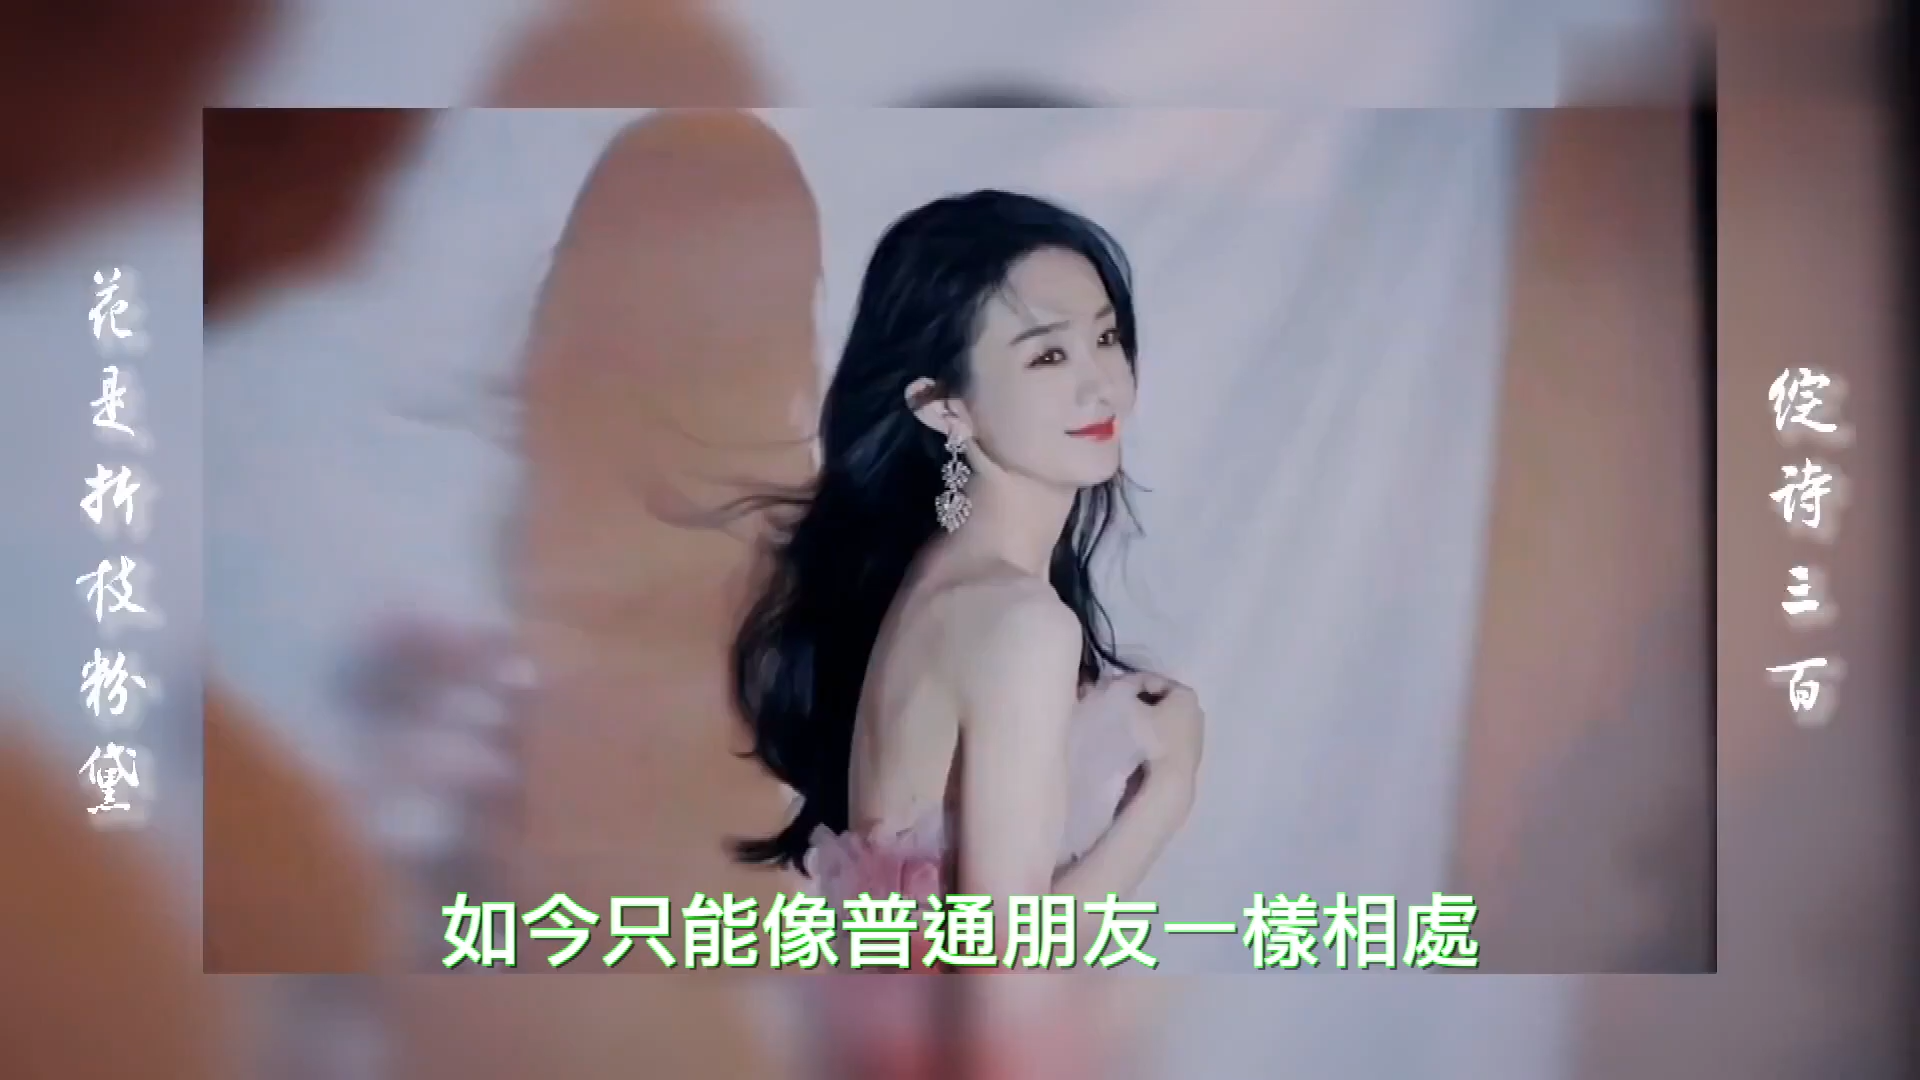 花是折枝粉黛
绽诗三百
如今只能像普通朋友一樣相處